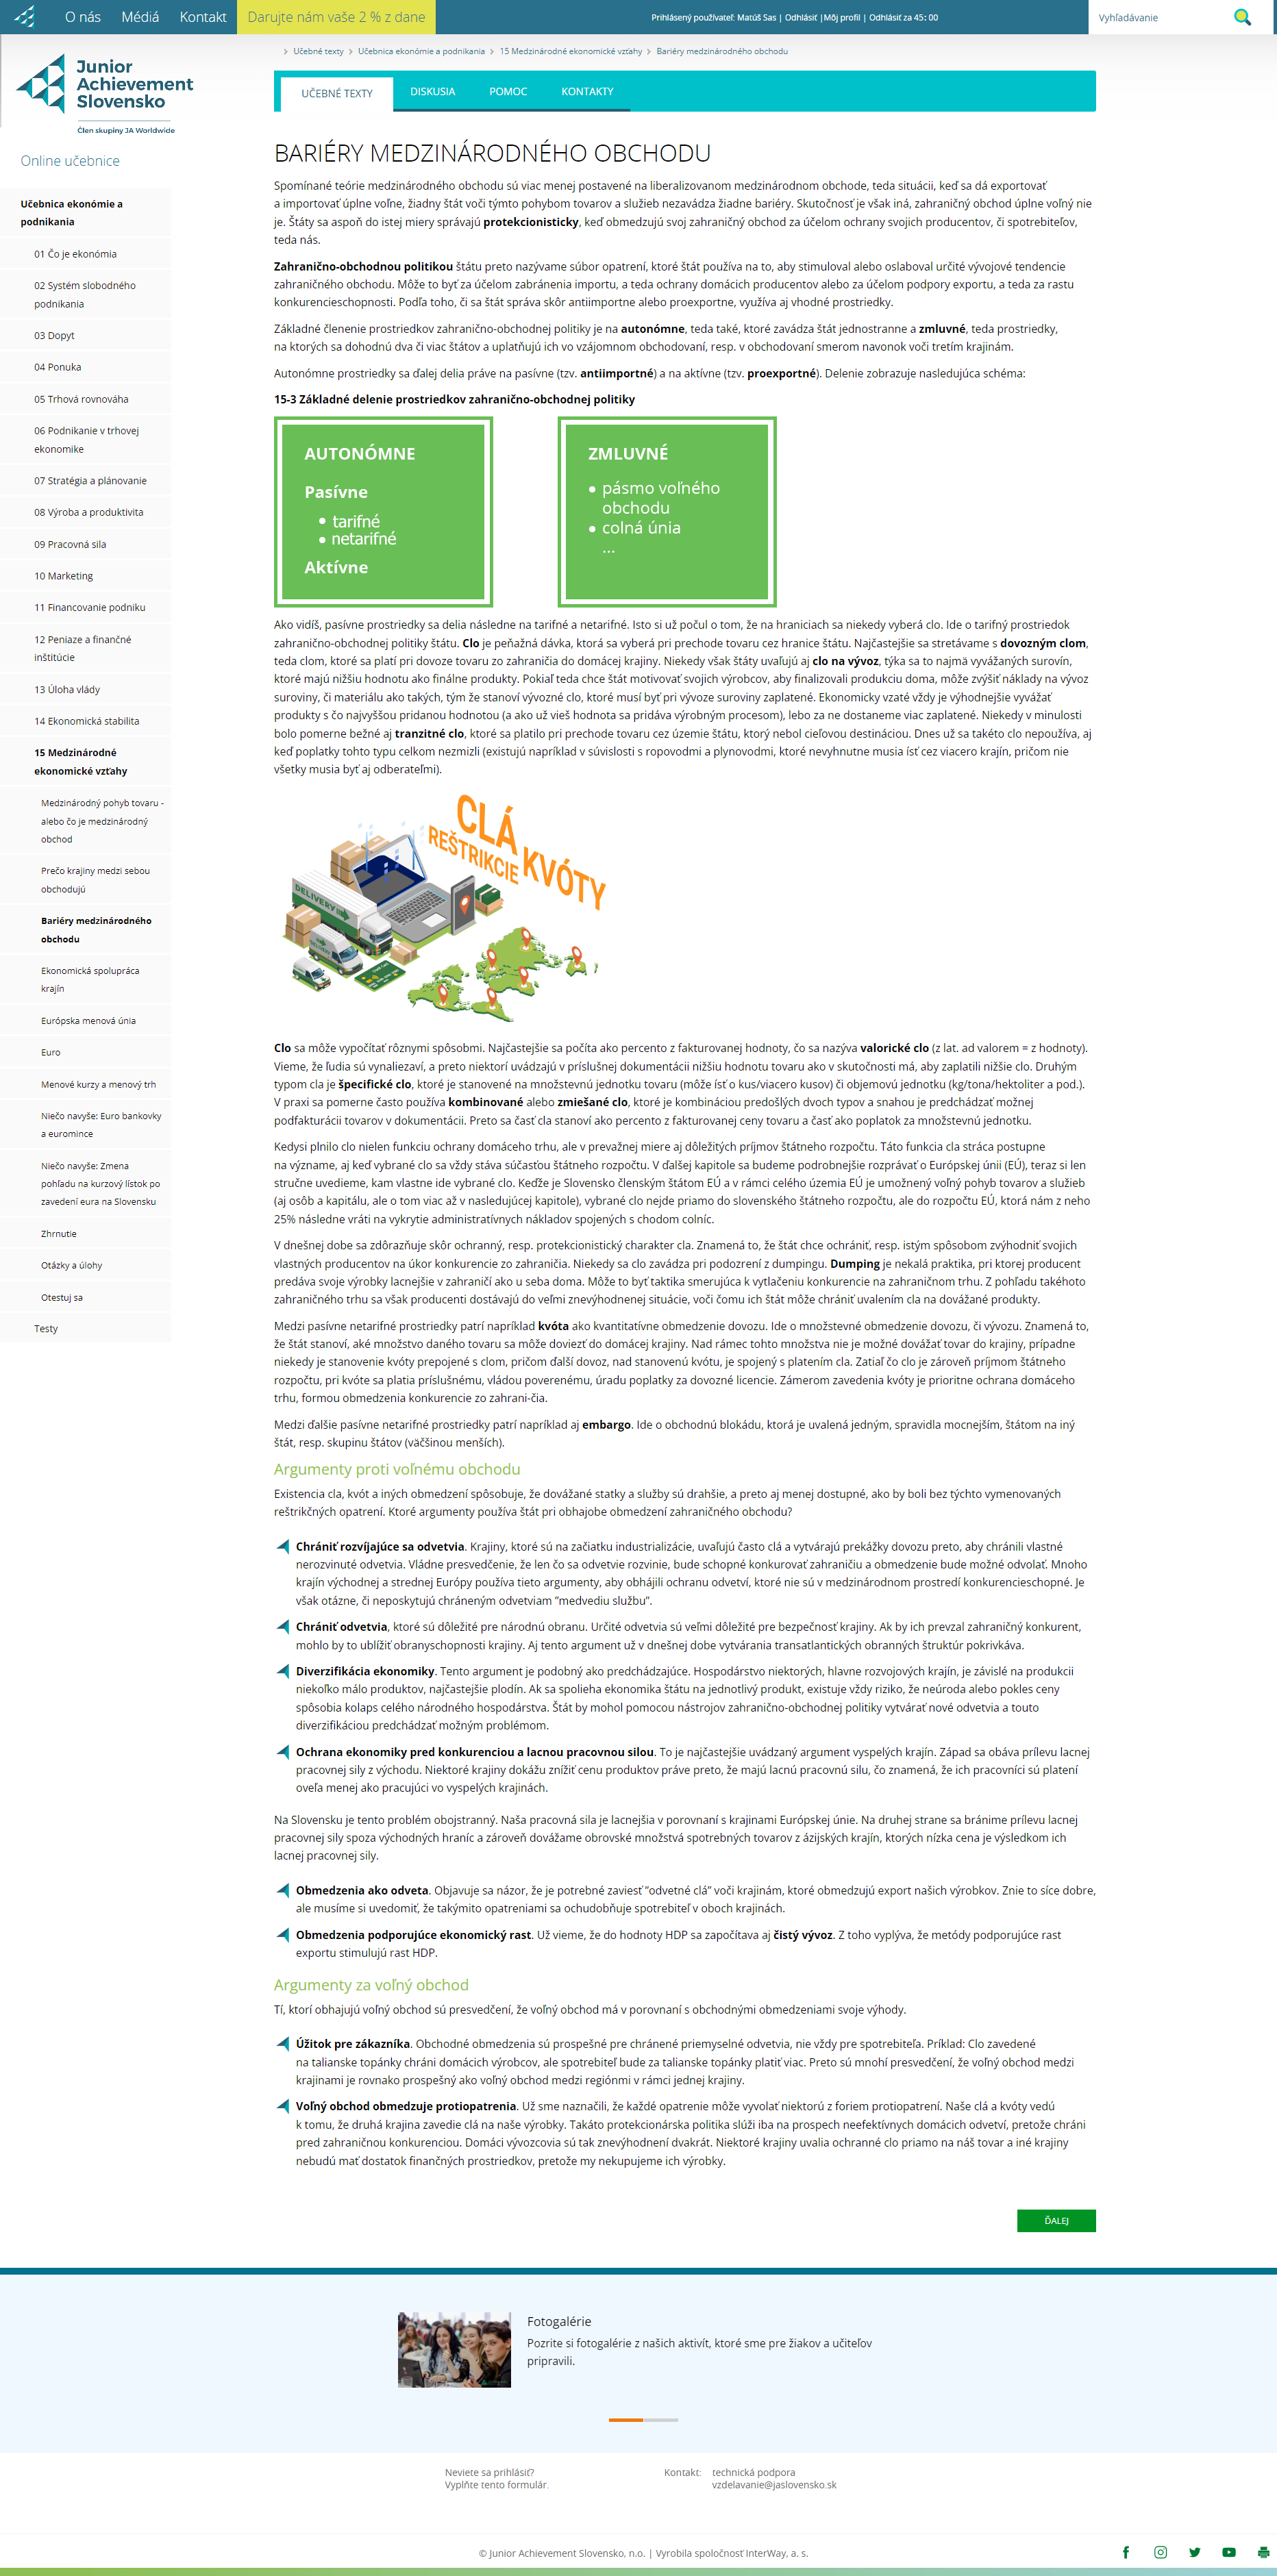 O nás
Médiá
Kontakt
Darujte nám vaše 2 % z dane
Prihlásený používateľ: Matúš Sas | Odhlásiť |Môj profil | Odhlásiť za 45: 00
Vyhľadávanie
Junior
Achievement
Slovensko
Člen skupiny JA Worldwide
Online učebnice
Učebnica ekonómie a
podnikania
01 Čo je ekonómia
02 Systém slobodného
podnikania
03 Dopyt
04 Ponuka
05 Trhová rovnováha
06 Podnikanie v trhovej
ekonomike
07 Stratégia a plánovanie
08 Výroba a produktivita
09 Pracovná sila
10 Marketing
11 Financovanie podniku
12 Peniaze a finančné
inštitúcie
13 Úloha vlády
14 Ekonomická stabilita
15 Medzinárodné
ekonomické vzťahy
Medzinárodný pohyb tovaru -
alebo čo je medzinárodný
obchod
Prečo krajiny medzi sebou
obchodujú
Bariéry medzinárodného
obchodu
Ekonomická spolupráca
krajín
Európska menová únia
Euro
Menové kurzy a menový trh
Niečo navyše: Euro bankovky
a euromince
Niečo navyše: Zmena
pohľadu na kurzový lístok po
zavedení eura na Slovensku
Zhrnutie
Otázky a úlohy
Otestuj sa
Testy
Učebné texty
Učebnica ekonómie a podnikania
15 Medzinárodné ekonomické vzťahy
Bariéry medzinárodného obchodu
UČEBNÉ TEXTY
DISKUSIA
POMOC
KONTAKTY
BARIÉRY MEDZINÁRODNÉHO OBCHODU
Spomínané teórie medzinárodného obchodu sú viac menej postavené na liberalizovanom medzinárodnom obchode, teda situácii, keď sa dá exportovať
a importovať úplne voľne, žiadny štát voči týmto pohybom tovarov a služieb nezavádza žiadne bariéry. Skutočnosť je však iná, zahraničný obchod úplne voľný nie
je. Štáty sa aspoň do istej miery správajú protekcionisticky, keď obmedzujú svoj zahraničný obchod za účelom ochrany svojich producentov, či spotrebiteľov,
teda nás.
Zahranično-obchodnou politikou štátu preto nazývame súbor opatrení, ktoré štát používa na to, aby stimuloval alebo oslaboval určité vývojové tendencie
zahraničného obchodu. Môže to byť za účelom zabránenia importu, a teda ochrany domácich producentov alebo za účelom podpory exportu, a teda za rastu
konkurencieschopnosti. Podľa toho, či sa štát správa skôr antiimportne alebo proexportne, využíva aj vhodné prostriedky.
Základné členenie prostriedkov zahranično-obchodnej politiky je na autonómne, teda také, ktoré zavádza štát jednostranne a zmluvné, teda prostriedky,
na ktorých sa dohodnú dva či viac štátov a uplatňujú ich vo vzájomnom obchodovaní, resp. v obchodovaní smerom navonok voči tretím krajinám.
Autonómne prostriedky sa ďalej delia práve na pasívne (tzv. antiimportné) a na aktívne (tzv. proexportné). Delenie zobrazuje nasledujúca schéma:
15-3 Základné delenie prostriedkov zahranično-obchodnej politiky
AUTONÓMNE
Pasívne
• tarifné
• netarifné
Aktívne
ZMLUVNÉ
• pásmo voľného
obchodu
• colná únia
...
Ako vidíš, pasívne prostriedky sa delia následne na tarifné a netarifné. Isto si už počul o tom, že na hraniciach sa niekedy vyberá clo. Ide o tarifný prostriedok
zahranično-obchodnej politiky štátu. Clo je peňažná dávka, ktorá sa vyberá pri prechode tovaru cez hranice štátu. Najčastejšie sa stretávame s dovozným clom,
teda clom, ktoré sa platí pri dovoze tovaru zo zahraničia do domácej krajiny. Niekedy však štáty uvaľujú aj clo na vývoz, týka sa to najmä vyvážaných surovín,
ktoré majú nižšiu hodnotu ako finálne produkty. Pokiaľ teda chce štát motivovať svojich výrobcov, aby finalizovali produkciu doma, môže zvýšiť náklady na vývoz
suroviny, či materiálu ako takých, tým že stanoví vývozné clo, ktoré musí byť pri vývoze suroviny zaplatené. Ekonomicky vzaté vždy je výhodnejšie vyvážať
produkty s čo najvyššou pridanou hodnotou (a ako už vieš hodnota sa pridáva výrobným procesom), lebo za ne dostaneme viac zaplatené. Niekedy v minulosti
bolo pomerne bežné aj tranzitné clo, ktoré sa platilo pri prechode tovaru cez územie štátu, ktorý nebol cieľovou destináciou. Dnes už sa takéto clo nepoužíva, aj
keď poplatky tohto typu celkom nezmizli (existujú napríklad v súvislosti s ropovodmi a plynovodmi, ktoré nevyhnutne musia ísť cez viacero krajín, pričom nie
všetky musia byť aj odberateľmi).
CLÁ
REŠTRIKCIE
KVÓTY
DELIVERY
Clo sa môže vypočítať rôznymi spôsobmi. Najčastejšie sa počíta ako percento z fakturovanej hodnoty, čo sa nazýva valorické clo (z lat. ad valorem = z hodnoty).
Vieme, že ľudia sú vynaliezaví, a preto niektorí uvádzajú v príslušnej dokumentácii nižšiu hodnotu tovaru ako v skutočnosti má, aby zaplatili nižšie clo. Druhým
typom cla je špecifické clo, ktoré je stanovené na množstevnú jednotku tovaru (môže ísť o kus/viacero kusov) či objemovú jednotku (kg/tona/hektoliter a pod.).
V praxi sa pomerne často používa kombinované alebo zmiešané clo, ktoré je kombináciou predošlých dvoch typov a snahou je predchádzať možnej
podfakturácii tovarov v dokumentácii. Preto sa časť cla stanoví ako percento z fakturovanej ceny tovaru a časť ako poplatok za množstevnú jednotku.
Kedysi plnilo clo nielen funkciu ochrany domáceho trhu, ale v prevažnej miere aj dôležitých príjmov štátneho rozpočtu. Táto funkcia cla stráca postupne
na význame, aj keď vybrané clo sa vždy stáva súčasťou štátneho rozpočtu. V ďalšej kapitole sa budeme podrobnejšie rozprávať o Európskej únii (EÚ), teraz si len
stručne uvedieme, kam vlastne ide vybrané clo. Keďže je Slovensko členským štátom EÚ a v rámci celého územia EÚ je umožnený voľný pohyb tovarov a služieb
(aj osôb a kapitálu, ale o tom viac až v nasledujúcej kapitole), vybrané clo nejde priamo do slovenského štátneho rozpočtu, ale do rozpočtu EÚ, ktorá nám z neho
25% následne vráti na vykrytie administratívnych nákladov spojených s chodom colníc.
V dnešnej dobe sa zdôrazňuje skôr ochranný, resp. protekcionistický charakter cla. Znamená to, že štát chce ochrániť, resp. istým spôsobom zvýhodniť svojich
vlastných producentov na úkor konkurencie zo zahraničia. Niekedy sa clo zavádza pri podozrení z dumpingu. Dumping je nekalá praktika, pri ktorej producent
predáva svoje výrobky lacnejšie v zahraničí ako u seba doma. Môže to byť taktika smerujúca k vytlačeniu konkurencie na zahraničnom trhu. Z pohľadu takéhoto
zahraničného trhu sa však producenti dostávajú do veľmi znevýhodnenej situácie, voči čomu ich štát môže chrániť uvalením cla na dovážané produkty.
Medzi pasívne netarifné prostriedky patrí napríklad kvóta ako kvantitatívne obmedzenie dovozu. Ide o množstevné obmedzenie dovozu, či vývozu. Znamená to,
že štát stanoví, aké množstvo daného tovaru sa môže doviezť do domácej krajiny. Nad rámec tohto množstva nie je možné dovážať tovar do krajiny, prípadne
niekedy je stanovenie kvóty prepojené s clom, pričom ďalší dovoz, nad stanovenú kvótu, je spojený s platením cla. Zatiaľ čo clo je zároveň príjmom štátneho
rozpočtu, pri kvóte sa platia príslušnému, vládou poverenému, úradu poplatky za dovozné licencie. Zámerom zavedenia kvóty je prioritne ochrana domáceho
trhu, formou obmedzenia konkurencie zo zahrani-čia.
Medzi ďalšie pasívne netarifné prostriedky patrí napríklad aj embargo. Ide o obchodnú blokádu, ktorá je uvalená jedným, spravidla mocnejším, štátom na iný
štát, resp. skupinu štátov (väčšinou menších).
Argumenty proti voľnému obchodu
Existencia cla, kvót a iných obmedzení spôsobuje, že dovážané statky a služby sú drahšie, a preto aj menej dostupné, ako by boli bez týchto vymenovaných
reštrikčných opatrení. Ktoré argumenty používa štát pri obhajobe obmedzení zahraničného obchodu?
Chrániť rozvíjajúce sa odvetvia. Krajiny, ktoré sú na začiatku industrializácie, uvaľujú často clá a vytvárajú prekážky dovozu preto, aby chránili vlastné
nerozvinuté odvetvia. Vládne presvedčenie, že len čo sa odvetvie rozvinie, bude schopné konkurovať zahraničiu a obmedzenie bude možné odvolať. Mnoho
krajín východnej a strednej Európy používa tieto argumenty, aby obhájili ochranu odvetví, ktoré nie sú v medzinárodnom prostredí konkurencieschopné. Je
však otázne, či neposkytujú chráneným odvetviam "medvediu službu".
Chrániť odvetvia, ktoré sú dôležité pre národnú obranu. Určité odvetvia sú veľmi dôležité pre bezpečnosť krajiny. Ak by ich prevzal zahraničný konkurent,
mohlo by to ublížiť obranyschopnosti krajiny. Aj tento argument už v dnešnej dobe vytvárania transatlantických obranných štruktúr pokrivkáva.
Diverzifikácia ekonomiky. Tento argument je podobný ako predchádzajúce. Hospodárstvo niektorých, hlavne rozvojových krajín, je závislé na produkcii
niekoľko málo produktov, najčastejšie plodín. Ak sa spolieha ekonomika štátu na jednotlivý produkt, existuje vždy riziko, že neúroda alebo pokles ceny
spôsobia kolaps celého národného hospodárstva. Štát by mohol pomocou nástrojov zahranično-obchodnej politiky vytvárať nové odvetvia a touto
diverzifikáciou predchádzať možným problémom.
Ochrana ekonomiky pred konkurenciou a lacnou pracovnou silou. To je najčastejšie uvádzaný argument vyspelých krajín. Západ sa obáva prílevu lacnej
pracovnej sily z východu. Niektoré krajiny dokážu znížiť cenu produktov práve preto, že majú lacnú pracovnú silu, čo znamená, že ich pracovníci sú platení
oveľa menej ako pracujúci vo vyspelých krajinách.
Na Slovensku je tento problém obojstranný. Naša pracovná sila je lacnejšia v porovnaní s krajinami Európskej únie. Na druhej strane sa bránime prílevu lacnej
pracovnej sily spoza východných hraníc a zároveň dovážame obrovské množstvá spotrebných tovarov z ázijských krajín, ktorých nízka cena je výsledkom ich
lacnej pracovnej sily.
Obmedzenia ako odveta. Objavuje sa názor, že je potrebné zaviesť "odvetné clá" voči krajinám, ktoré obmedzujú export našich výrobkov. Znie to síce dobre,
ale musíme si uvedomiť, že takýmito opatreniami sa ochudobňuje spotrebiteľ v oboch krajinách.
Obmedzenia podporujúce ekonomický rast. Už vieme, že do hodnoty HDP sa započítava aj čistý vývoz. Z toho vyplýva, že metódy podporujúce rast
exportu stimulujú rast HDP.
Argumenty za voľný obchod
Tí, ktorí obhajujú voľný obchod sú presvedčení, že voľný obchod má v porovnaní s obchodnými obmedzeniami svoje výhody.
Úžitok pre zákazníka. Obchodné obmedzenia sú prospešné pre chránené priemyselné odvetvia, nie vždy pre spotrebiteľa. Príklad: Clo zavedené
na talianske topánky chráni domácich výrobcov, ale spotrebiteľ bude za talianske topánky platiť viac. Preto sú mnohí presvedčení, že voľný obchod medzi
krajinami je rovnako prospešný ako voľný obchod medzi regiónmi v rámci jednej krajiny.
Voľný obchod obmedzuje protiopatrenia. Už sme naznačili, že každé opatrenie môže vyvolať niektorú z foriem protiopatrení. Naše clá a kvóty vedú
k tomu, že druhá krajina zavedie clá na naše výrobky. Takáto protekcionárska politika slúži iba na prospech neefektívnych domácich odvetví, pretože chráni
pred zahraničnou konkurenciou. Domáci vývozcovia sú tak znevýhodnení dvakrát. Niektoré krajiny uvalia ochranné clo priamo na náš tovar a iné krajiny
nebudú mať dostatok finančných prostriedkov, pretože my nekupujeme ich výrobky.
ĎALEJ
Fotogalérie
Pozrite si fotogalérie z našich aktivít, ktoré sme pre žiakov a učiteľov
pripravili.
Neviete sa prihlásiť?
Vyplňte tento formulár.
Kontakt: technická podpora
vzdelavanie@jaslovensko.sk
© Junior Achievement Slovensko, n.o. | Vyrobila spoločnosť InterWay, a. s.